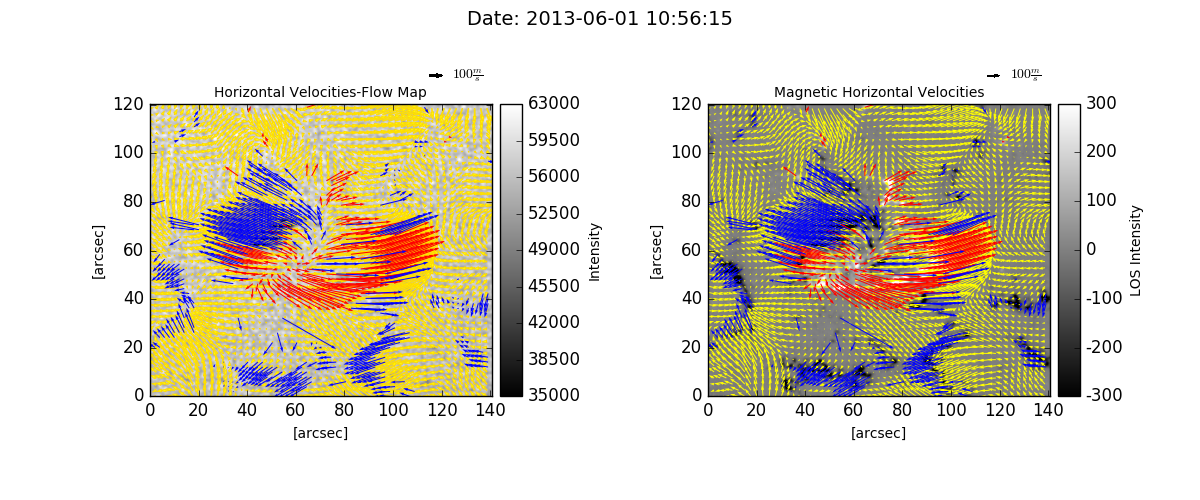 Date: 2013-06-01 10:56:15
100 m/s
100 m/s
Horizontal Velocities-Flow Map
Magnetic Horizontal Velocities
120
100
80
60
40
20
0
[arcsec]
0 20 40 60 80 100 120 140
[arcsec]
63000
59500
56000
52500
49000
45500
42000
38500
35000
Intensity
120
100
80
60
40
20
0
[arcsec]
0 20 40 60 80 100 120 140
[arcsec]
300
200
100
0
-100
-200
-300
LOS Intensity